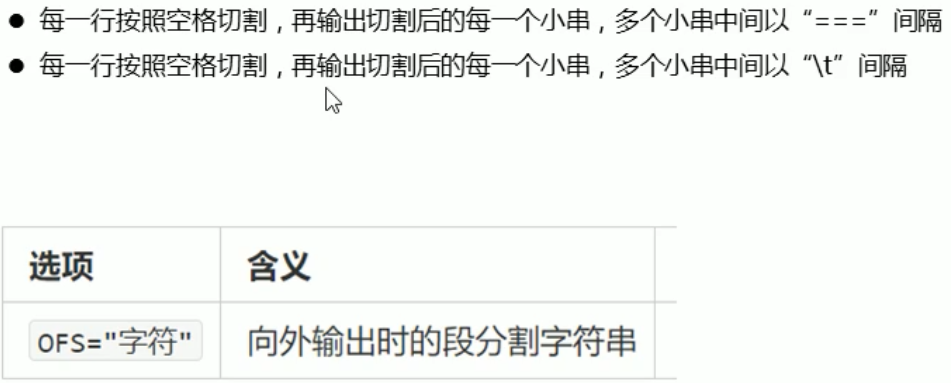 ● 每一行按照空格切割，再输出切割后的每一个小串，多个小串中间以“===”间隔
● 每一行按照空格切割，再输出切割后的每一个小串，多个小串中间以“\t”间隔
选项 含义
OFS="字符" 向外输出时的段分割字符串